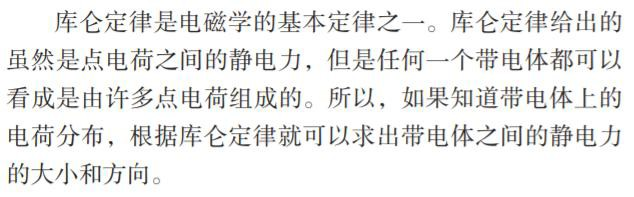 库仑定律是电磁学的基本定律之一。库仑定律给出的
虽然是点电荷之间的静电力，但是任何一个带电体都可以
看成是由许多点电荷组成的。所以，如果知道带电体上的
电荷分布，根据库仑定律就可以求出带电体之间的静电力
的大小和方向。